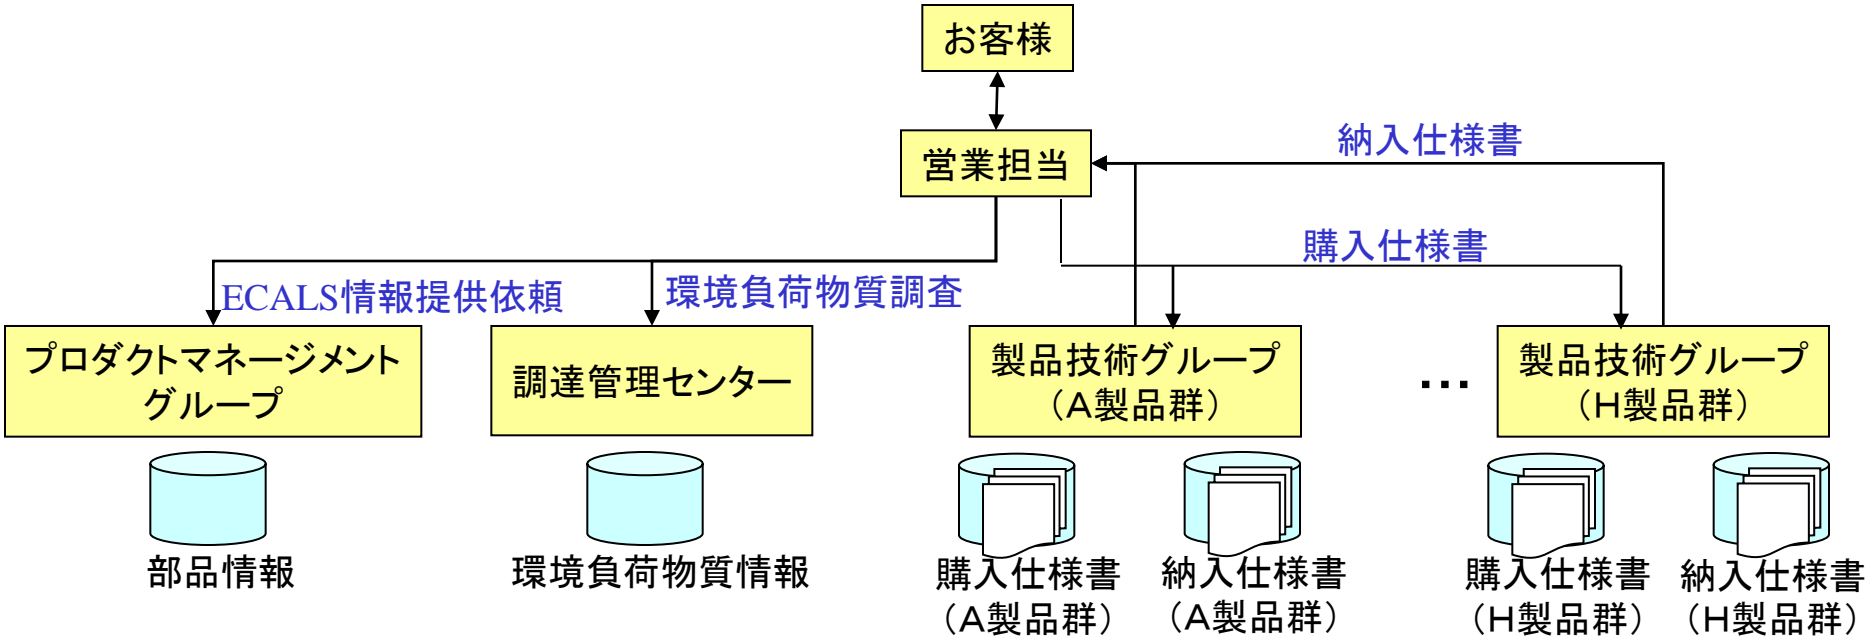 お客様
営業担当
納入仕様書
購入仕様書
ECALS情報提供依頼
環境負荷物質調査
プロダクトマネージメント
グループ
調達管理センター
製品技術グループ
（A製品群）
…
製品技術グループ
（H製品群）
部品情報
環境負荷物質情報
購入仕様書
（A製品群）
納入仕様書
（A製品群）
購入仕様書
（H製品群）
納入仕様書
（H製品群）